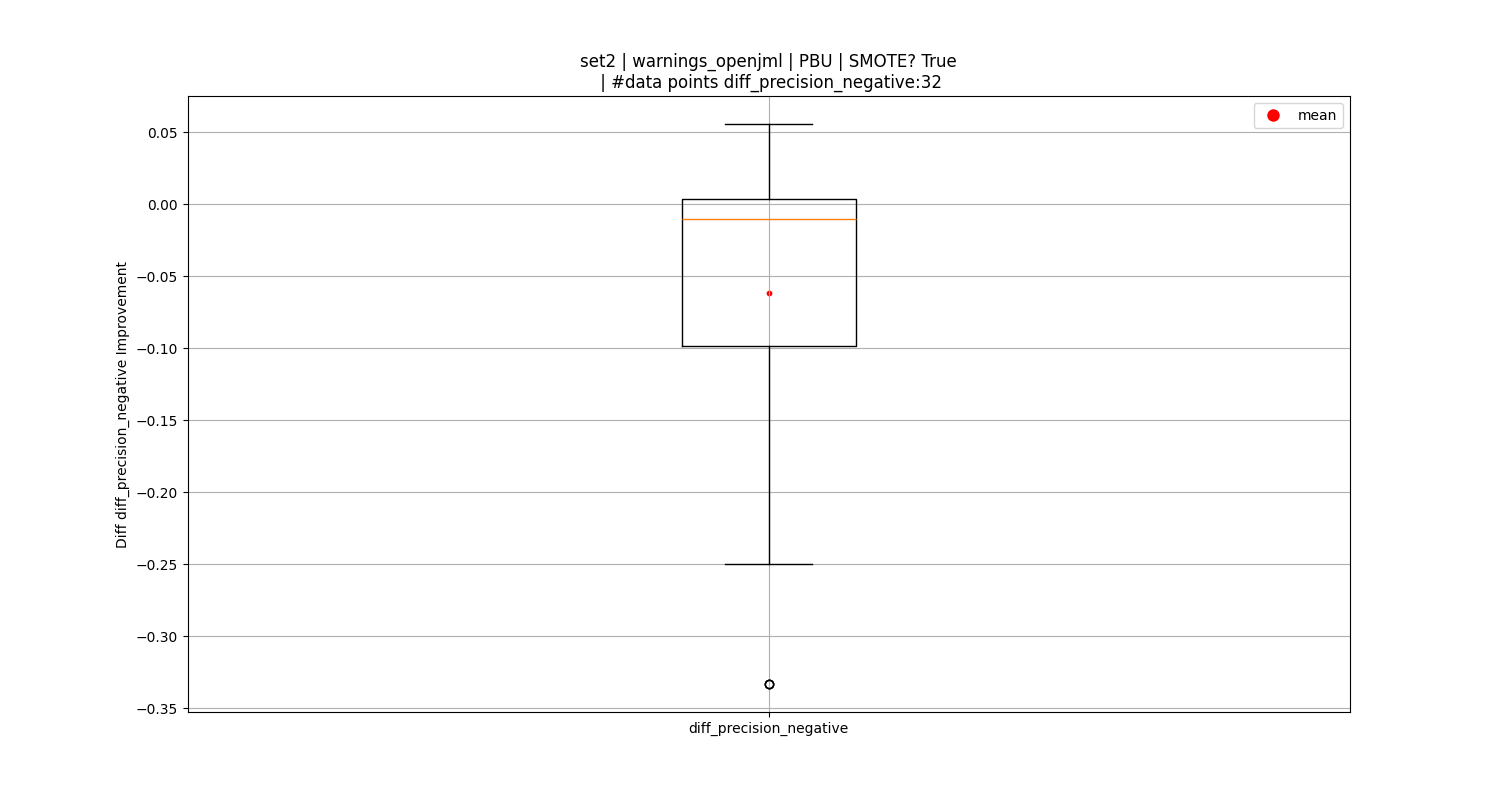 set2 | warnings_openjml | PBU | SMOTE? True
| #data points diff_precision_negative:32
mean
0.05
0.00
−0.05
−0.10
−0.15
−0.20
−0.25
−0.30
−0.35
Diff diff_precision_negative Improvement
diff_precision_negative